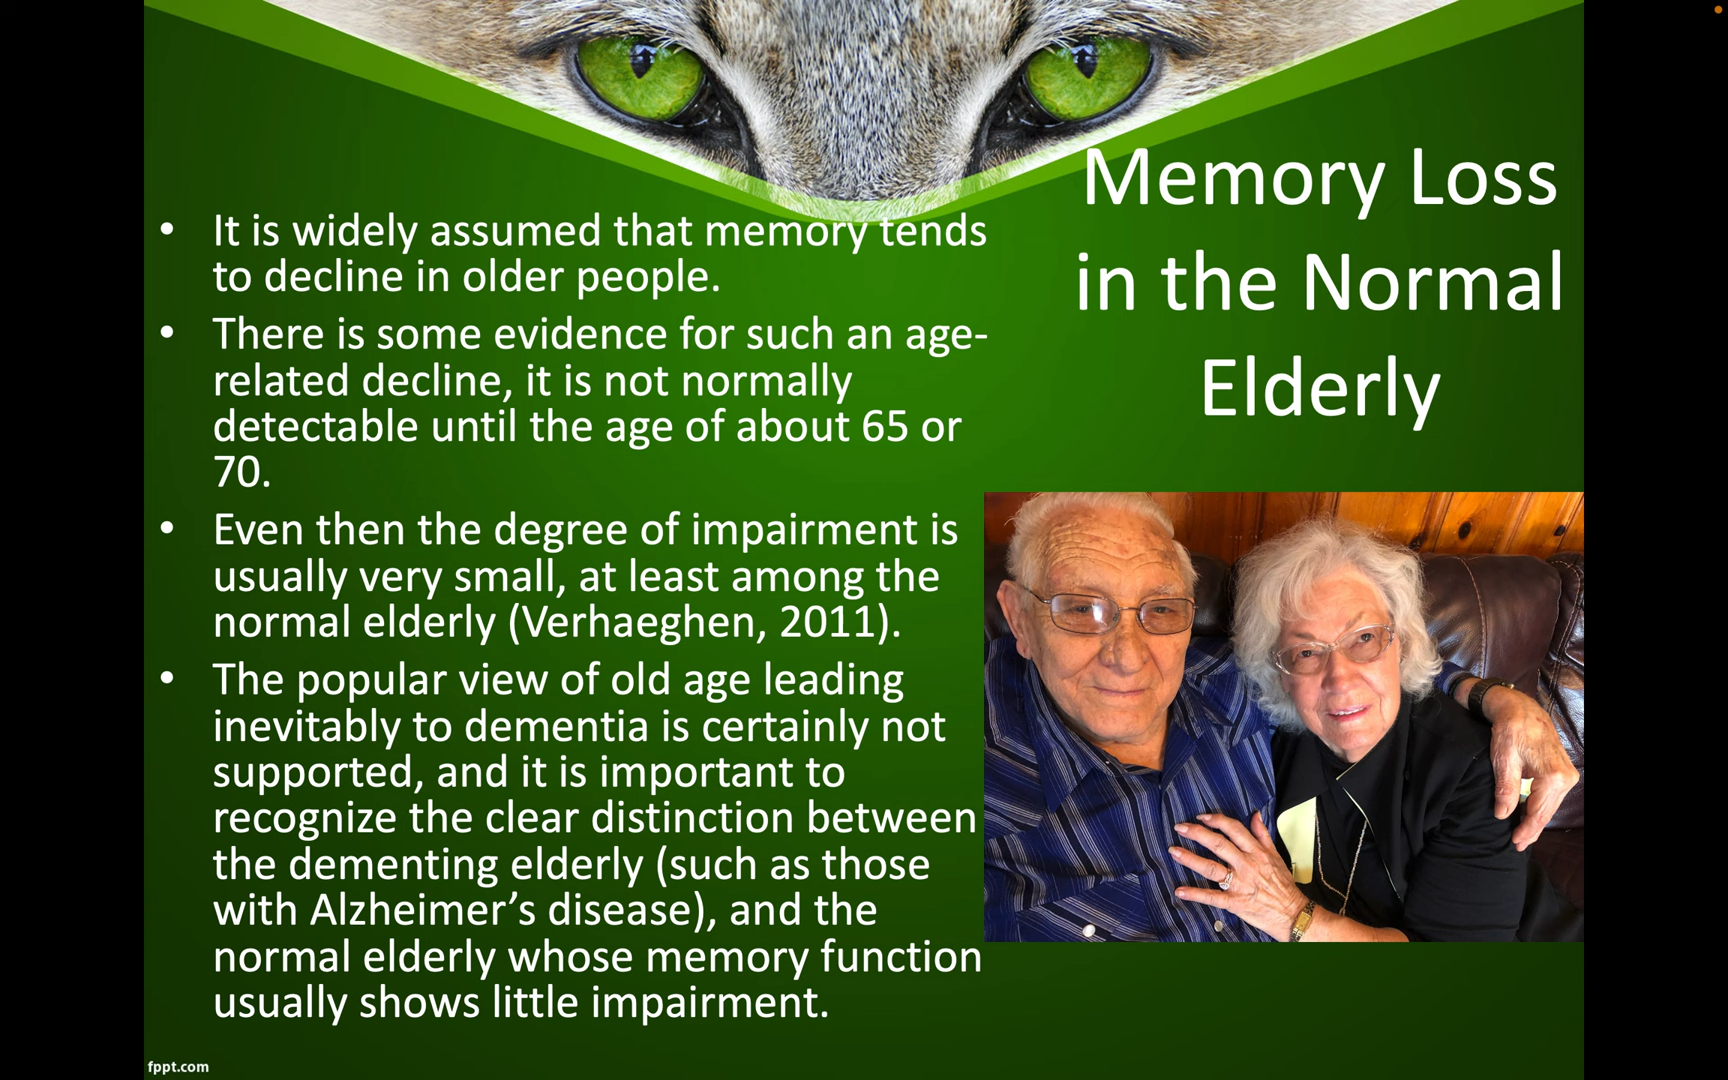 Memory Loss
in the Normal
Elderly
• It is widely assumed that memory tends
to decline in older people.
• There is some evidence for such an age-
related decline, it is not normally
detectable until the age of about 65 or
70.
• Even then the degree of impairment is
usually very small, at least among the
normal elderly (Verhaeghen, 2011).
• The popular view of old age leading
inevitably to dementia is certainly not
supported, and it is important to
recognize the clear distinction between
the dementing elderly (such as those
with Alzheimer’s disease), and the
normal elderly whose memory function
usually shows little impairment.
fppt.com